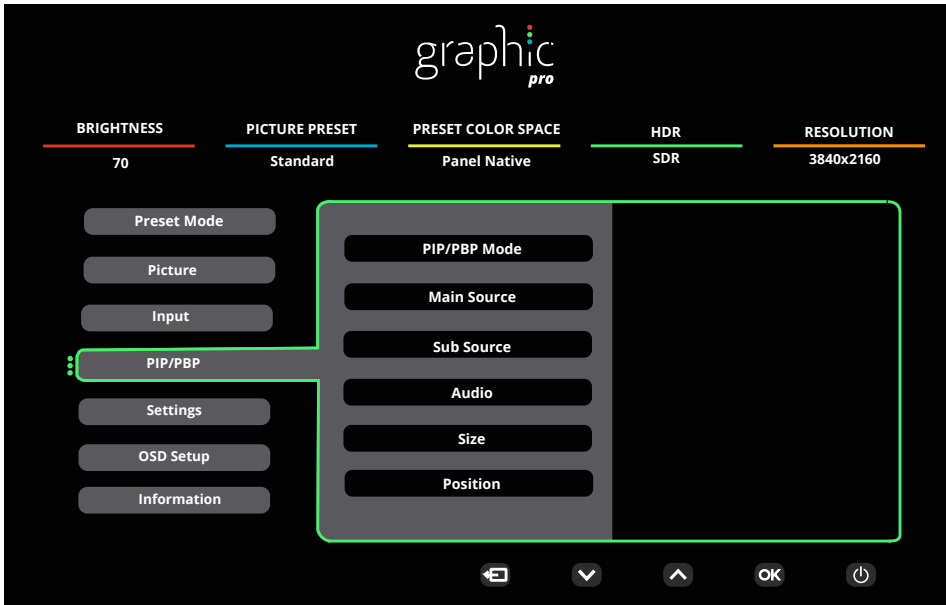 graphic
pro
BRIGHTNESS PICTURE PRESET PRESET COLOR SPACE HDR RESOLUTION
70 Standard Panel Native SDR 3840x2160
Preset Mode
Picture
Input
PIP/PBP
Settings
OSD Setup
Information
PIP/PBP Mode
Main Source
Sub Source
Audio
Size
Position
OK